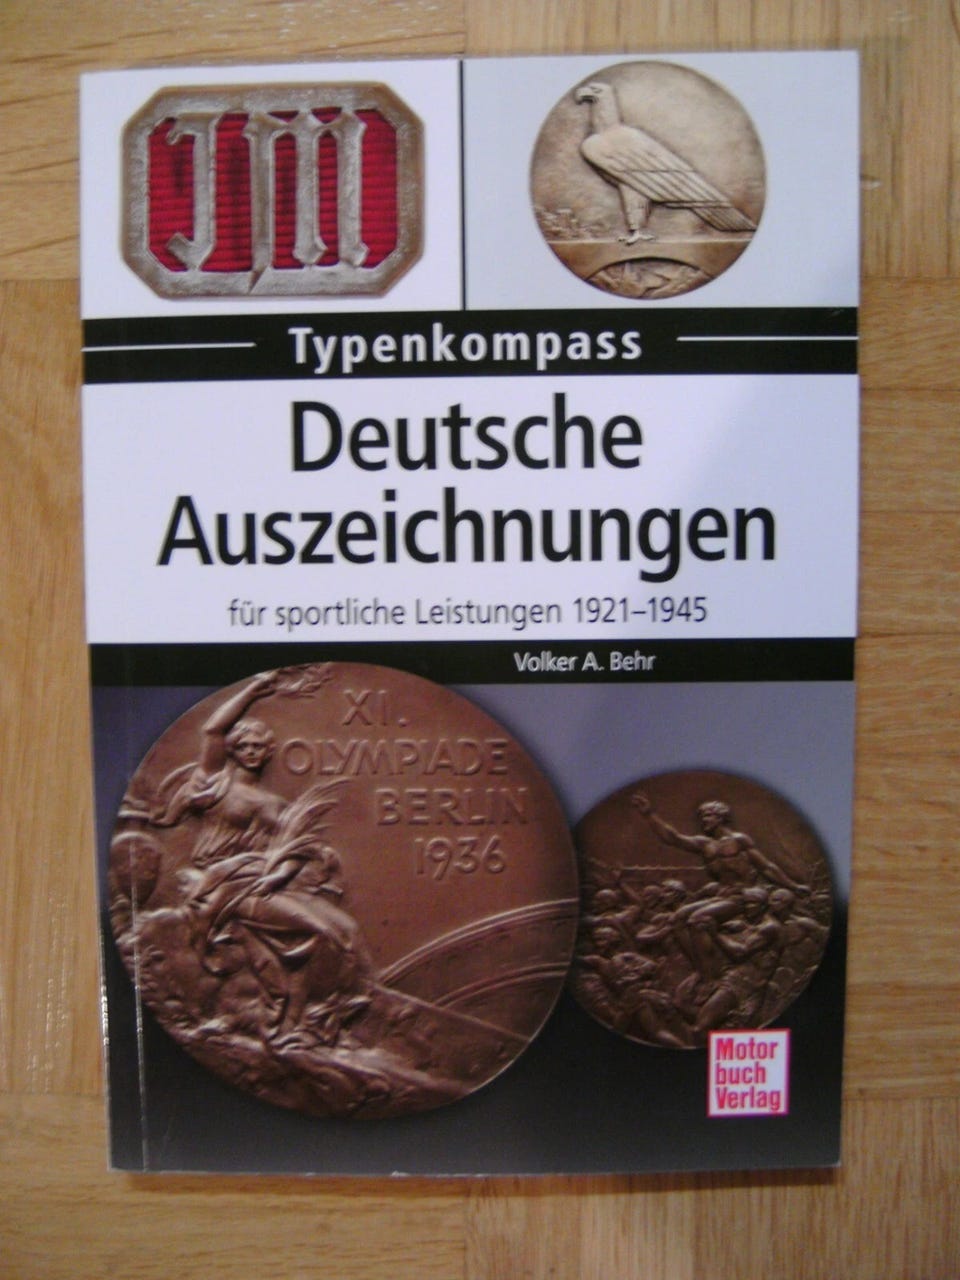 JM
Typenkompass
Deutsche
Auszeichnungen
für sportliche Leistungen 1921–1945
Volker A. Behr
XI.
OLYMPIADE
BERLIN
1936
Motor
buch
Verlag